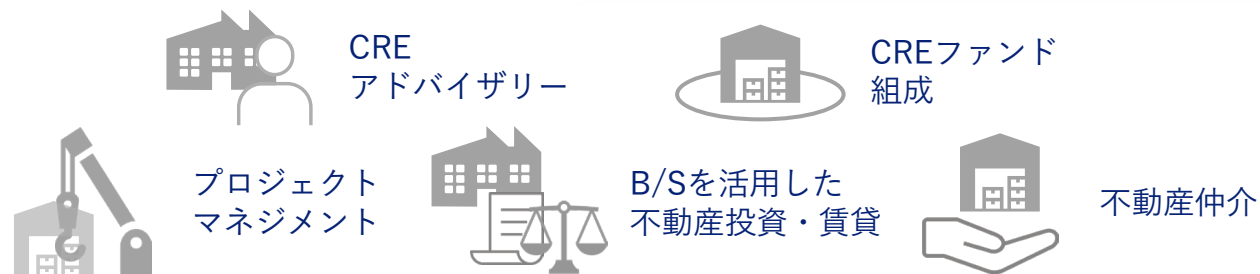 CRE
アドバイザリー
CREファンド
組成
プロジェクト
マネジメント
B/Sを活用した
不動産投資・賃貸
不動産仲介